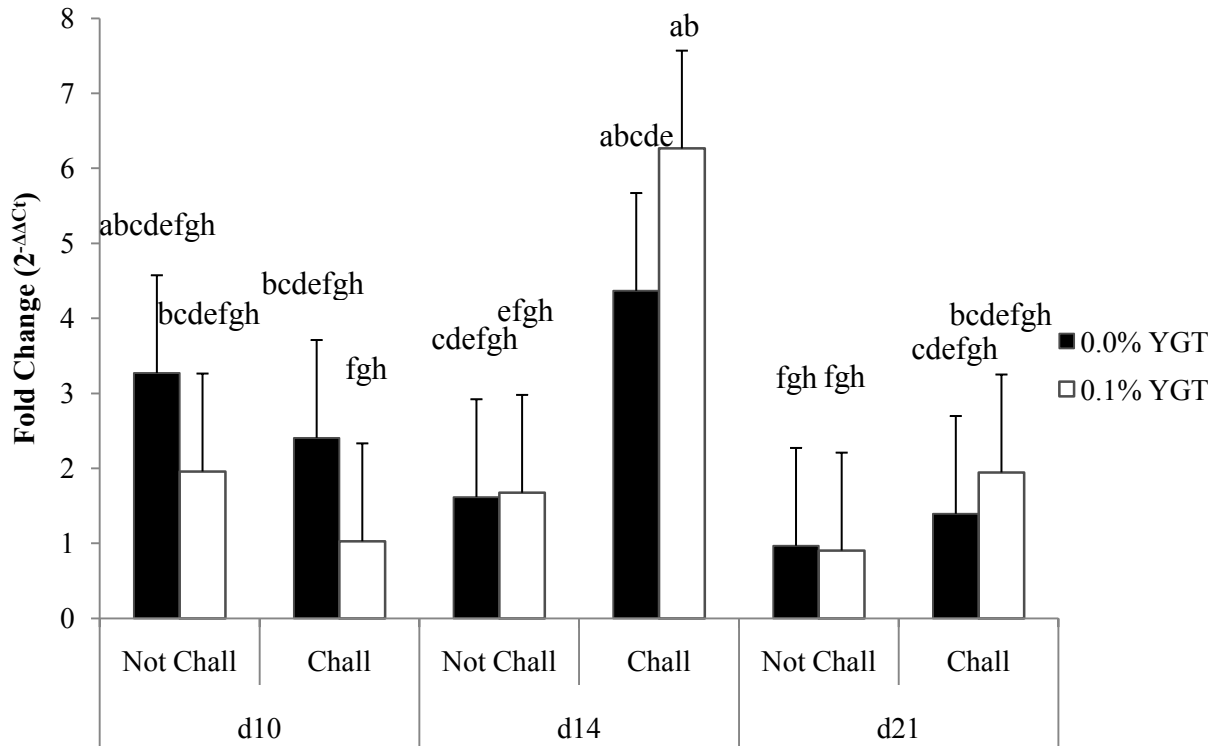 Fold Change (2-ΔΔCt)
8
7
6
5
4
3
2
1
0
abcdefgh
bcdefgh
bcdefgh
fgh
cdefgh
efgh
abcde
ab
fgh
fgh
cdefgh
bcdefgh
0.0% YGT
0.1% YGT
Not Chall
Chall
Not Chall
Chall
Not Chall
Chall
d10
d14
d21